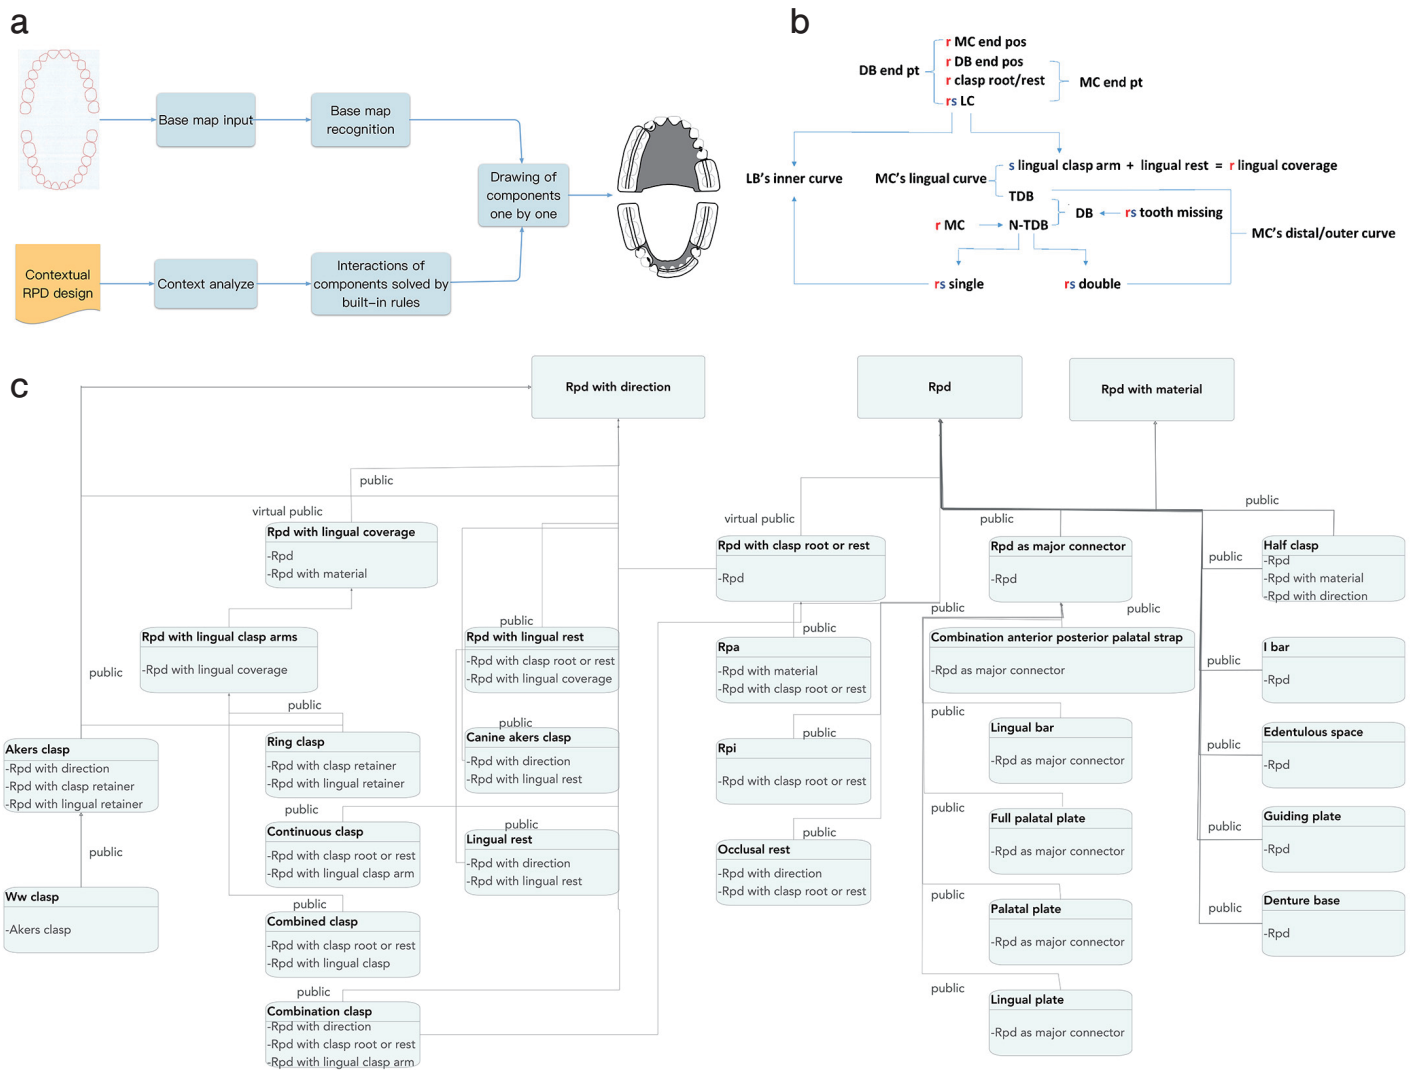 a
Base map input
Base map
recognition
Drawing of
components
one by one
Contextual
RPD design
Context analyze
Interactions of
components solved by
built-in rules
b
DB end pt
r MC end pos
r DB end pos
r clasp root/rest
rs LC
MC end pt
LB's inner curve
MC's lingual curve
s lingual clasp arm + lingual rest = r lingual coverage
TDB
DB
rs tooth missing
r MC
N-TDB
MC's distal/outer curve
rs single
rs double
c
Rpd with direction
Rpd
Rpd with material
public
virtual public
Rpd with lingual coverage
-Rpd
-Rpd with material
Rpd with lingual clasp arms
-Rpd with lingual coverage
public
Akers clasp
-Rpd with direction
-Rpd with clasp retainer
-Rpd with lingual retainer
public
Ww clasp
-Akers clasp
public
Ring clasp
-Rpd with clasp retainer
-Rpd with lingual retainer
public
Continuous clasp
-Rpd with clasp root or rest
-Rpd with lingual clasp arm
public
Combined clasp
-Rpd with clasp root or rest
-Rpd with lingual clasp
public
Combination clasp
-Rpd with direction
-Rpd with clasp root or rest
-Rpd with lingual clasp arm
public
Rpd with lingual rest
-Rpd with clasp root or rest
-Rpd with lingual coverage
public
Canine akers clasp
-Rpd with direction
-Rpd with lingual rest
public
Lingual rest
-Rpd with direction
-Rpd with lingual rest
virtual public
Rpd with clasp root or rest
-Rpd
public
Rpa
-Rpd with material
-Rpd with clasp root or rest
public
Rpi
-Rpd with clasp root or rest
public
Occlusal rest
-Rpd with direction
-Rpd with clasp root or rest
public
Rpd as major connector
-Rpd
public
public
Combination anterior posterior palatal strap
-Rpd as major connector
public
Lingual bar
-Rpd as major connector
public
Full palatal plate
-Rpd as major connector
public
Palatal plate
-Rpd as major connector
public
Lingual plate
-Rpd as major connector
public
public
Half clasp
-Rpd
-Rpd with material
-Rpd with direction
public
I bar
-Rpd
public
Edentulous space
-Rpd
public
Guiding plate
-Rpd
public
Denture base
-Rpd